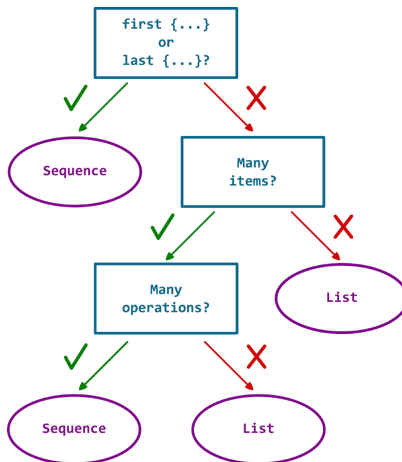 first {...}
or
last {...}?
Sequence
Many
items?
Many
operations?
List
Sequence
List